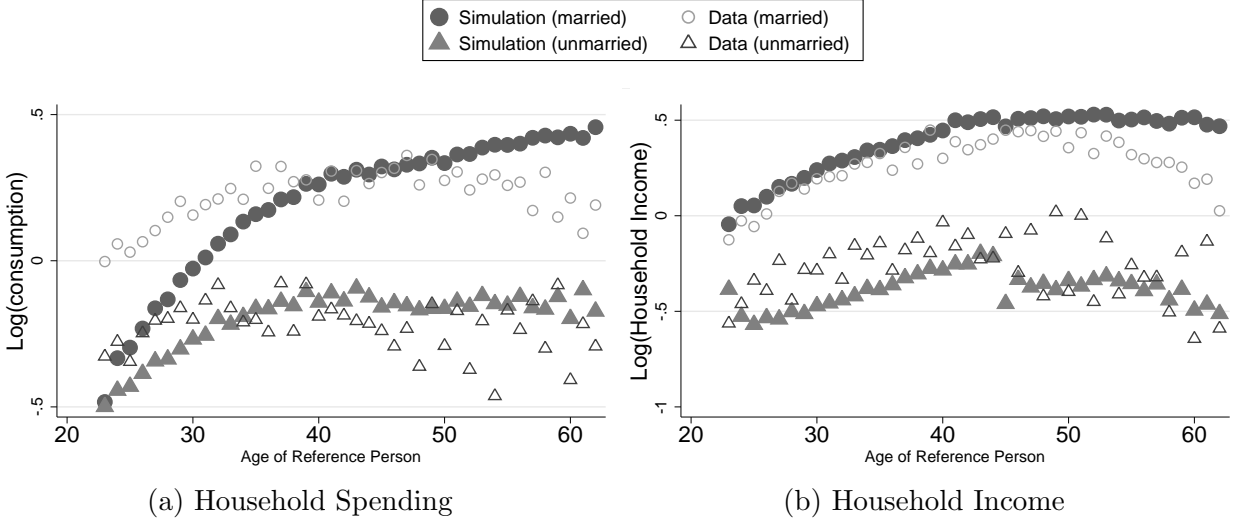 Simulation (married) Data (married)
Simulation (unmarried) Data (unmarried)
Log(consumption)
.5
0
-.5
20 30 40 50 60
Age of Reference Person
(a) Household Spending
Log(Household Income)
.5
0
-.5
-1
20 30 40 50 60
Age of Reference Person
(b) Household Income